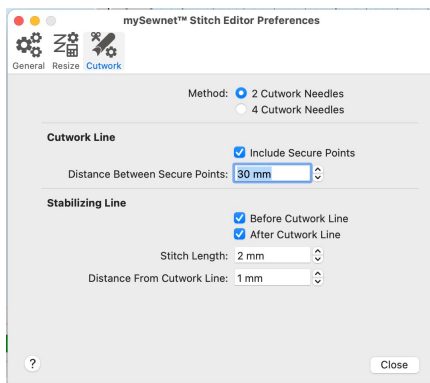 mySewnet™ Stitch Editor Preferences
General Resize Cutwork
Method: 2 Cutwork Needles
4 Cutwork Needles
Cutwork Line
Include Secure Points
Distance Between Secure Points: 30 mm
Stabilizing Line
Before Cutwork Line
After Cutwork Line
Stitch Length: 2 mm
Distance From Cutwork Line: 1 mm
? Close